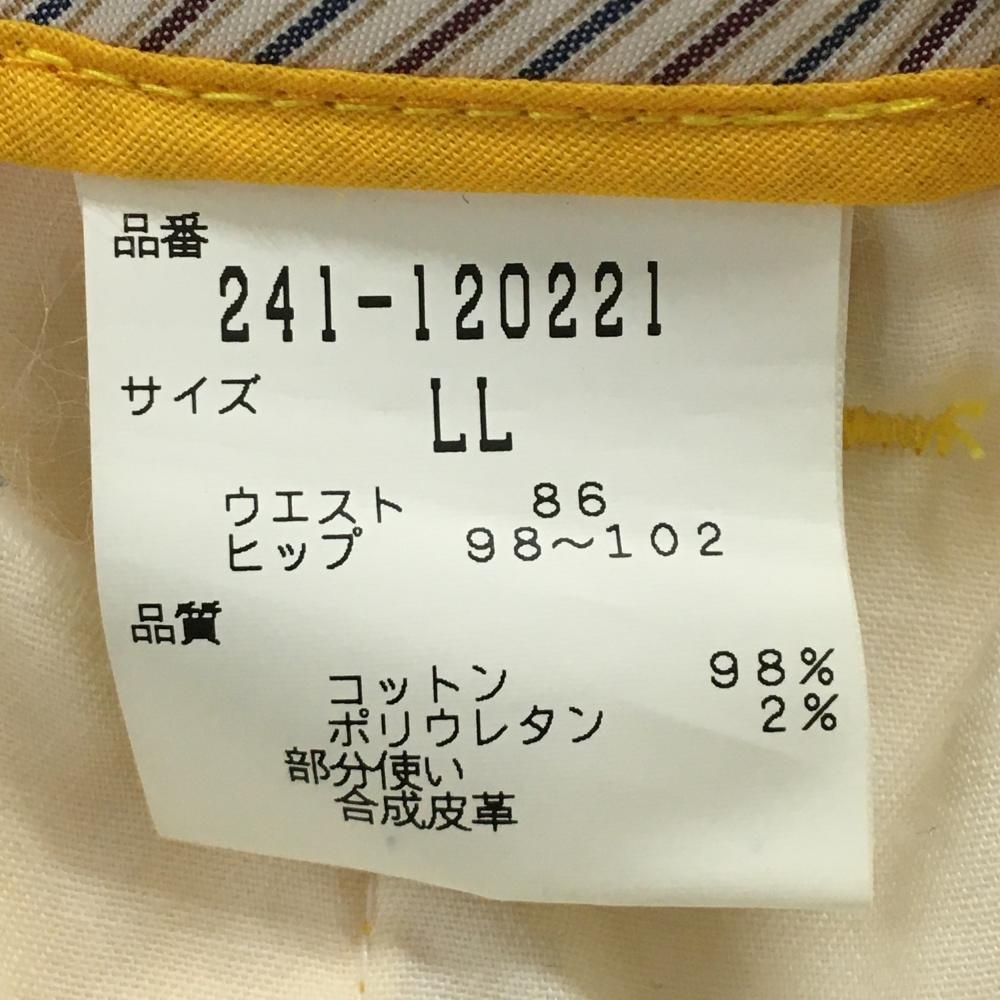 品番
241-120221
サイズ LL
ウエスト 86
ヒップ 98～102
品質
コットン 98%
ポリウレタン 2%
部分使い
合成皮革